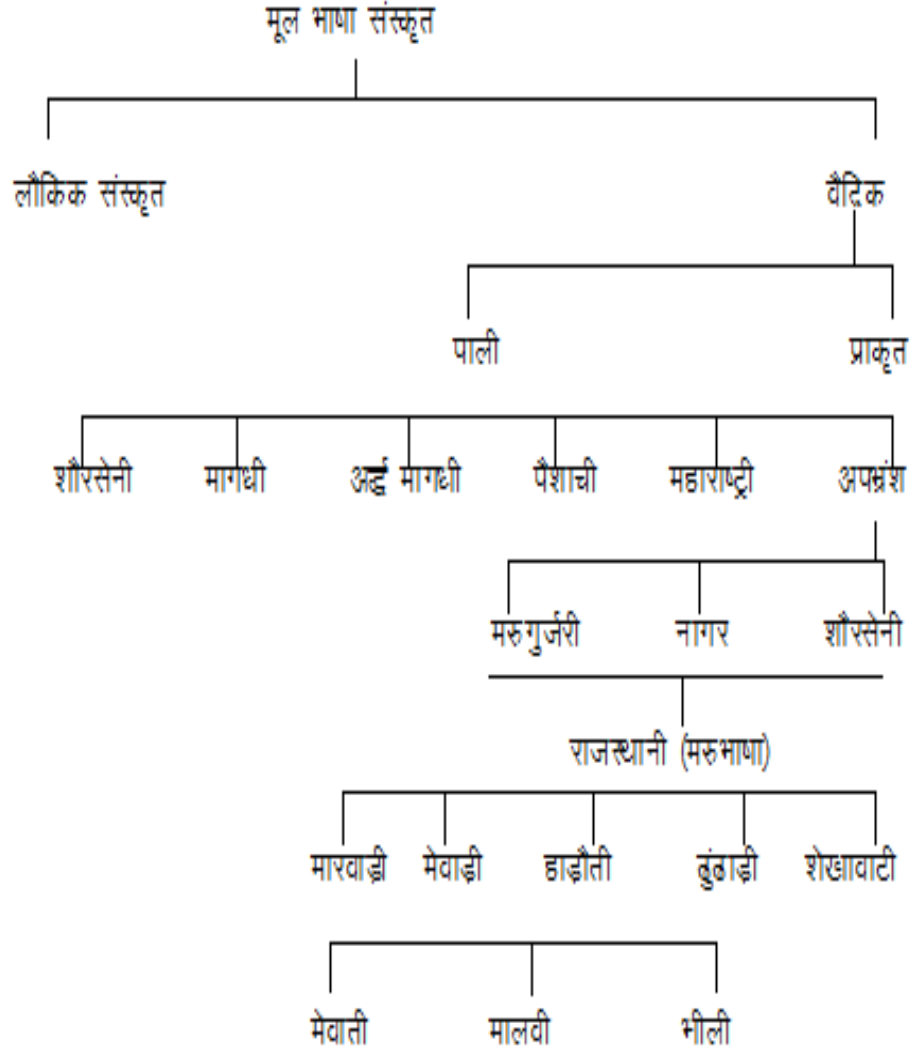 मूल भाषा संस्कृत
लौकिक संस्कृत वैदिक
पाली प्राकृत
शौरसेनी मागधी अर्द्ध मागधी पैशाची महाराष्ट्री अपभ्रंश
मरुगुर्जरी नागर शौरसेनी
राजस्थानी (मरुभाषा)
मारवाड़ी मेवाड़ी हाड़ौती ढुंढाड़ी शेखावाटी
मेवाती मालवी भीली